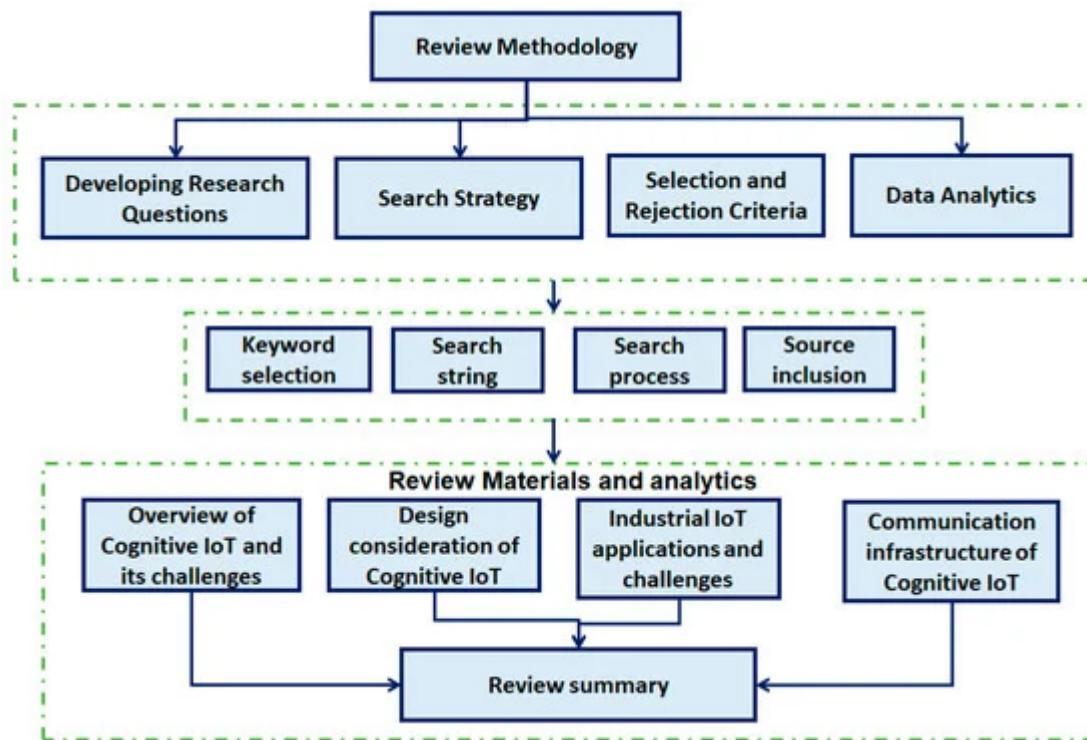 Review Methodology
Developing Research
Questions
Search Strategy
Selection and
Rejection Criteria
Data Analytics
Keyword
selection
Search
string
Search
process
Source
inclusion
Review Materials and analytics
Overview of
Cognitive IoT and
its challenges
Design
consideration of
Cognitive IoT
Industrial IoT
applications and
challenges
Communication
infrastructure of
Cognitive IoT
Review summary